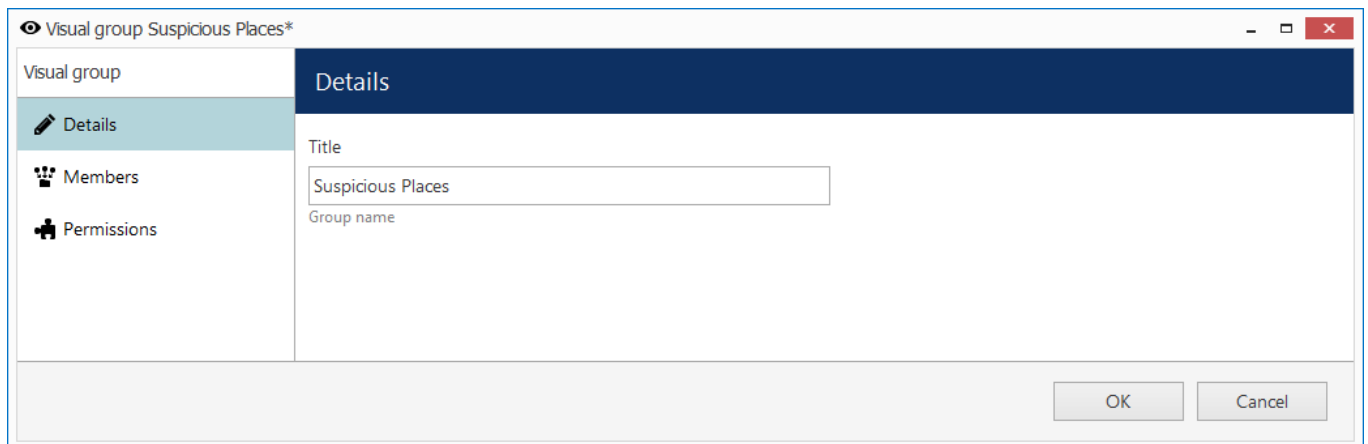 Visual group Suspicious Places*
Visual group
Details
Members
Permissions
Details
Title
Suspicious Places
Group name
OK
Cancel